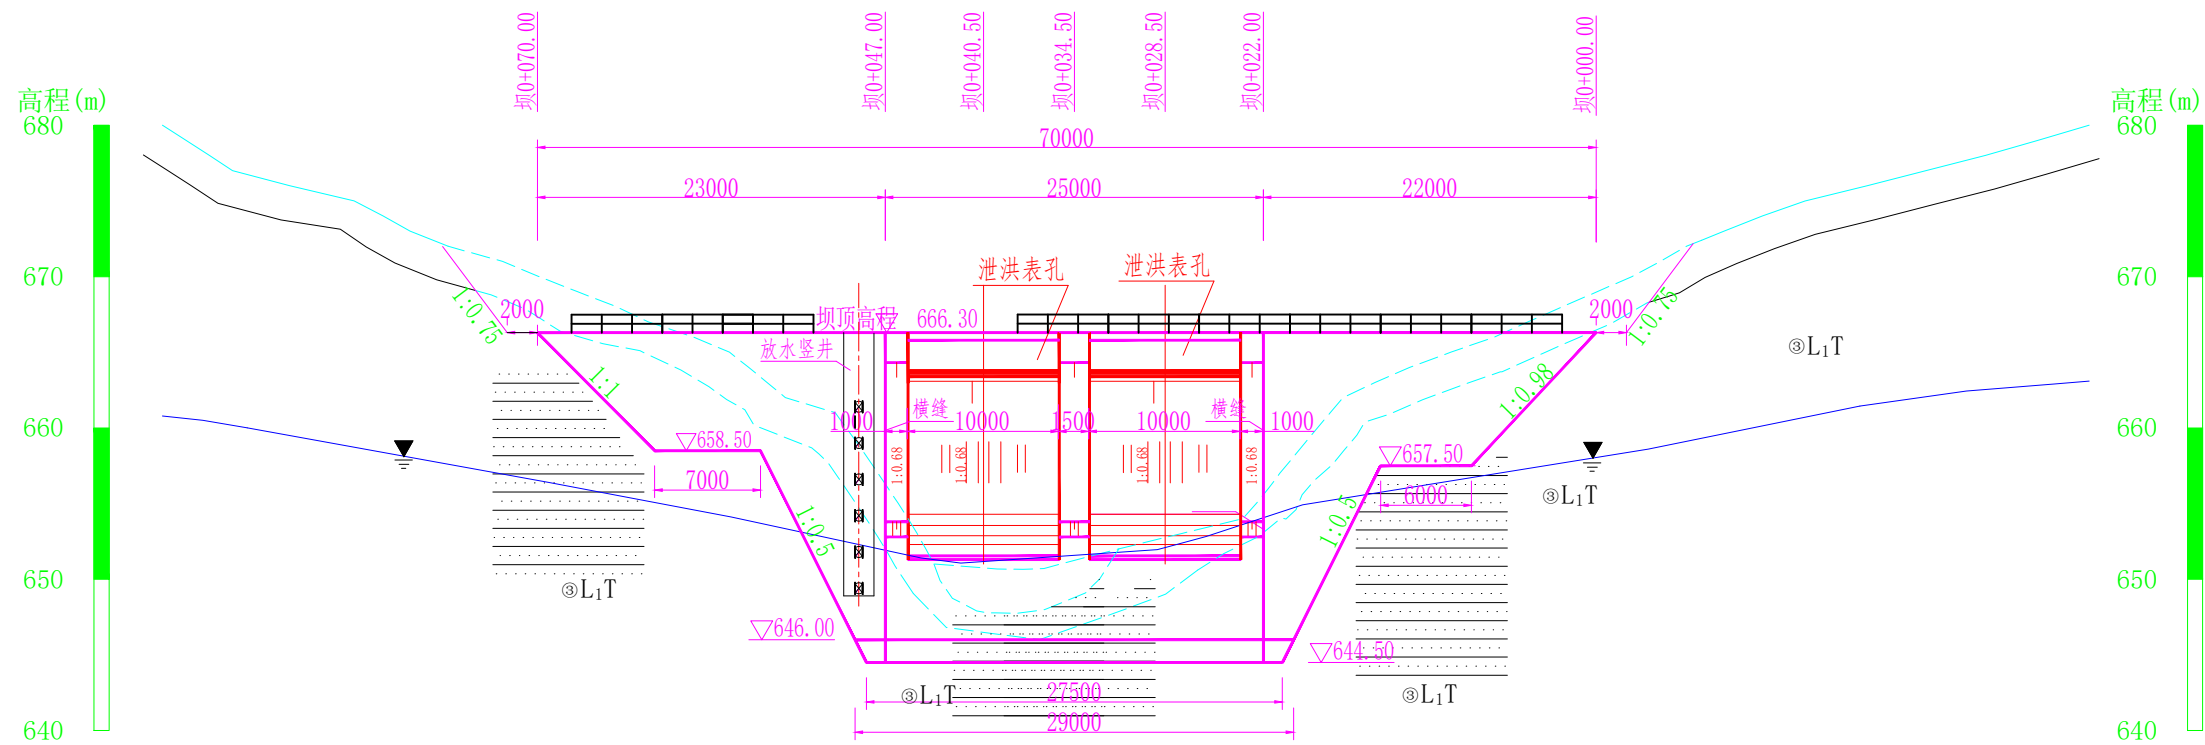 坝0+070.00
坝0+047.00
坝0+040.50
坝0+034.50
坝0+028.50
坝0+022.00
坝0+000.00
高程(m)
高程(m)
680
680
70000
23000
25000
22000
泄洪表孔
泄洪表孔
670
670
1:0.75
2000
坝顶高程
666.30
2000
1:0.75
放水竖井
③L₁T
1:1
1:0.98
横缝
横缝
1000
10000
1500
10000
1000
660
660
658.50
657.50
1:0.68
1:0.68
1:0.68
1:0.68
7000
6000
③L₁T
1:0.5
1:0.5
650
650
③L₁T
646.00
644.50
③L₁T
27500
③L₁T
29000
640
640